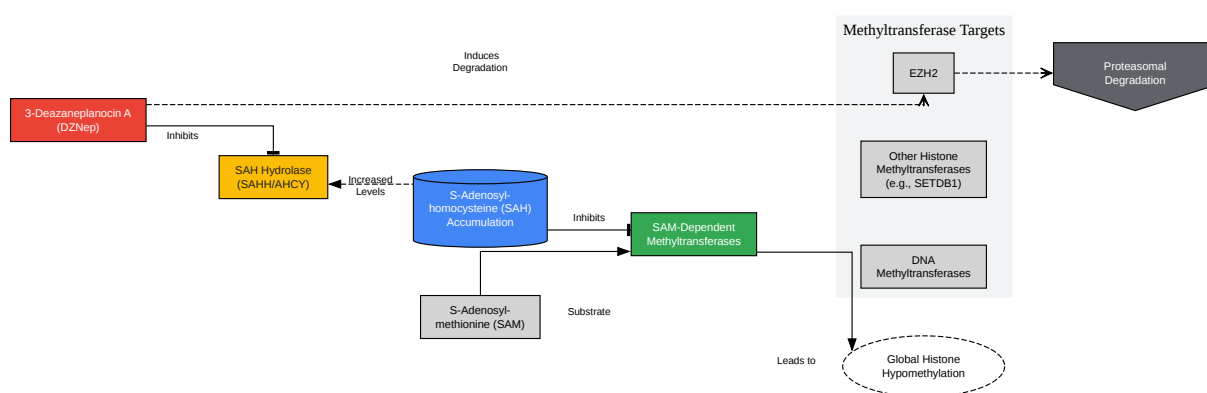 Methyltransferase Targets
Induces
Degradation
EZH2
Proteasomal
Degradation
3-Deazaneplanocin A
(DZNep)
Inhibits
SAH Hydrolase
(SAHH/AHCY)
Increased
Levels
S-Adenosyl-
homocysteine (SAH)
Accumulation
Inhibits
SAM-Dependent
Methyltransferases
Other Histone
Methyltransferases
(e.g., SETDB1)
DNA
Methyltransferases
S-Adenosyl-
methionine (SAM)
Substrate
Leads to
Global Histone
Hypomethylation